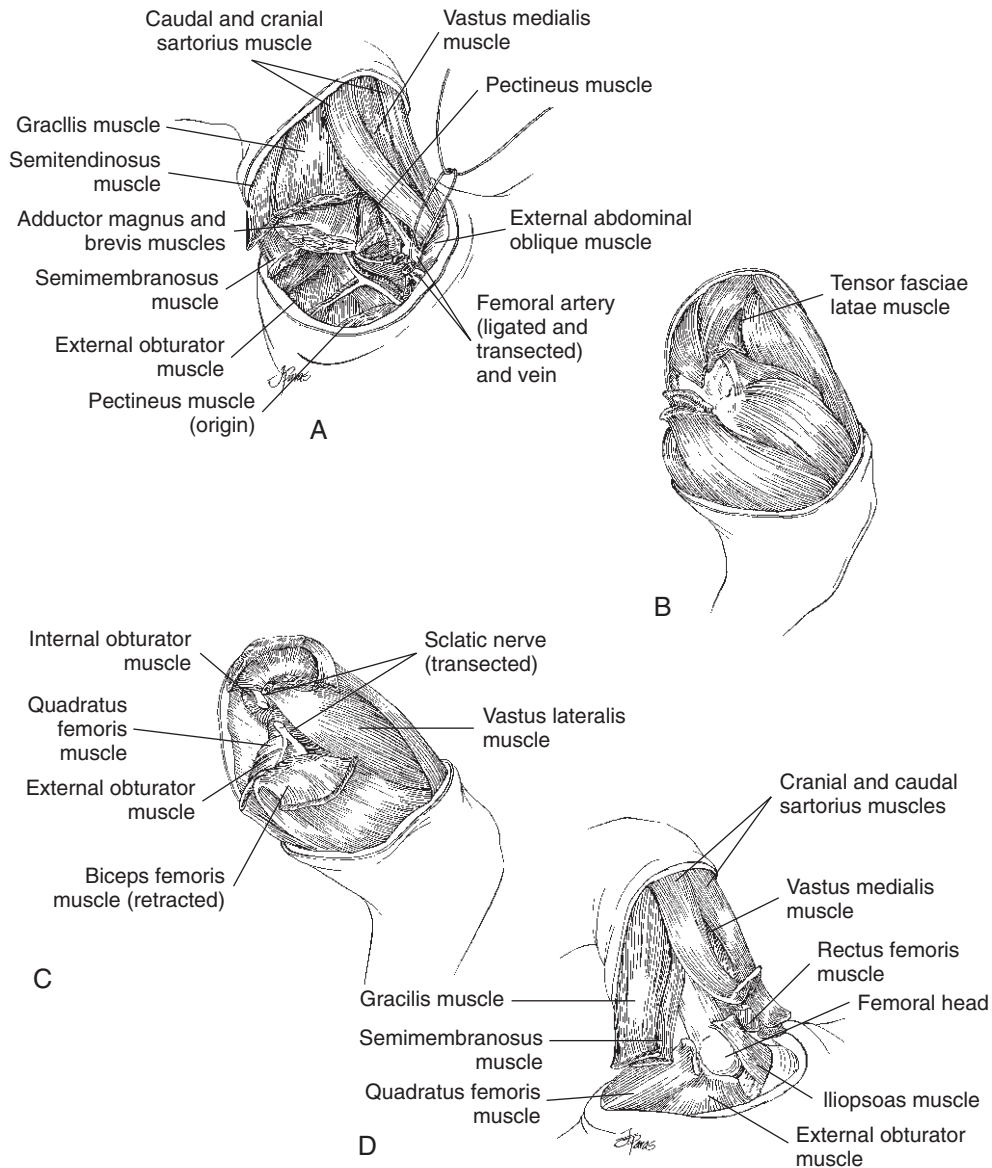 Caudal and cranial
sartorius muscle
Vastus medialis
muscle
Pectineus muscle
Gracllis muscle
Semitendinosus
muscle
Adductor magnus and
brevis muscles
Semimembranosus
muscle
External obturator
muscle
Pectineus muscle
(origin)
External abdominal
oblique muscle
Femoral artery
(ligated and
transected)
and vein
A
Tensor fasciae
latae muscle
B
Internal obturator
muscle
Quadratus
femoris
muscle
External obturator
muscle
Biceps femoris
muscle (retracted)
Sclatic nerve
(transected)
Vastus lateralis
muscle
C
Cranial and caudal
sartorius muscles
Vastus medialis
muscle
Rectus femoris
muscle
Femoral head
Gracilis muscle
Semimembranosus
muscle
Quadratus femoris
muscle
Iliopsoas muscle
External obturator
muscle
D